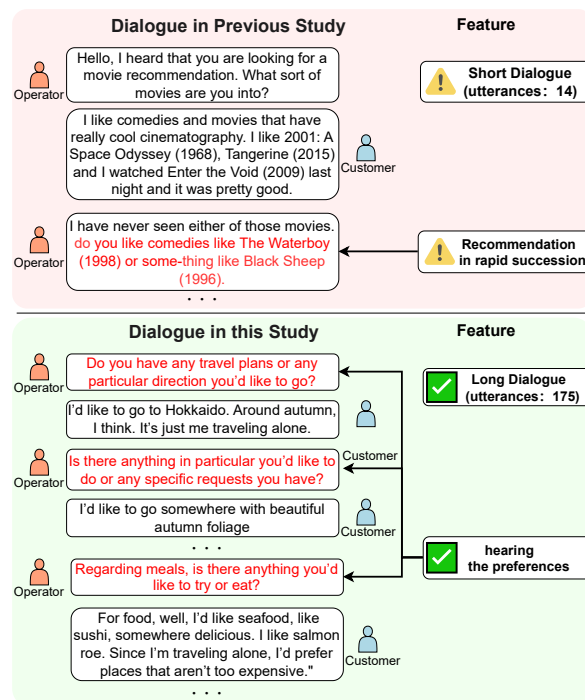 Dialogue in Previous Study
Feature
Hello, I heard that you are looking for a
movie recommendation. What sort of
movies are you into?
Operator
Short Dialogue
(utterances: 14)
I like comedies and movies that have
really cool cinematography. I like 2001: A
Space Odyssey (1968), Tangerine (2015)
and I watched Enter the Void (2009) last
night and it was pretty good.
Customer
I have never seen either of those movies.
do you like comedies like The Waterboy
(1998) or some-thing like Black Sheep
(1996).
Operator
Recommendation
in rapid succession
. . .
Dialogue in this Study
Feature
Do you have any travel plans or any
particular direction you'd like to go?
Operator
Long Dialogue
(utterances: 175)
I'd like to go to Hokkaido. Around autumn,
I think. It's just me traveling alone.
Customer
Is there anything in particular you'd like to
do or any specific requests you have?
Operator
I'd like to go somewhere with beautiful
autumn foliage
Customer
. . .
hearing
the preferences
Regarding meals, is there anything you'd
like to try or eat?
Operator
For food, well, I'd like seafood, like
sushi, somewhere delicious. I like salmon
roe. Since I'm traveling alone, I'd prefer
places that aren't too expensive."
Customer
. . .